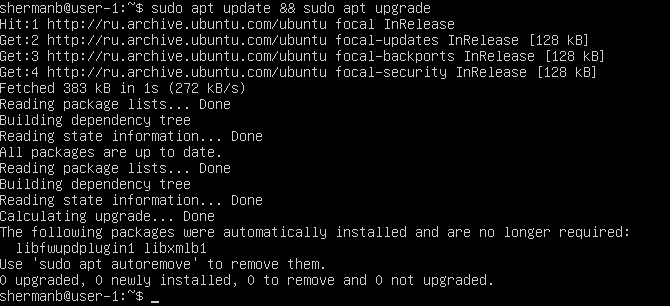 shermanb@user-1:~$ sudo apt update && sudo apt upgrade
Hit:1 http://ru.archive.ubuntu.com/ubuntu focal InRelease
Get:2 http://ru.archive.ubuntu.com/ubuntu focal-updates InRelease [128 kB]
Get:3 http://ru.archive.ubuntu.com/ubuntu focal-backports InRelease [128 kB]
Get:4 http://ru.archive.ubuntu.com/ubuntu focal-security InRelease [128 kB]
Fetched 383 kB in 1s (272 kB/s)
Reading package lists... Done
Building dependency tree
Reading state information... Done
All packages are up to date.
Reading package lists... Done
Building dependency tree
Reading state information... Done
Calculating upgrade... Done
The following packages were automatically installed and are no longer required:
  libfwupdplugin1 libxmlb1
Use 'sudo apt autoremove' to remove them.
0 upgraded, 0 newly installed, 0 to remove and 0 not upgraded.
shermanb@user-1:~$ _